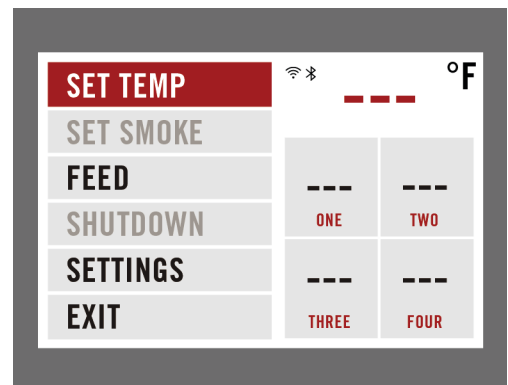 SET TEMP
SET SMOKE
FEED
SHUTDOWN
SETTINGS
EXIT
°F
---
---
ONE
---
TWO
---
THREE
---
FOUR